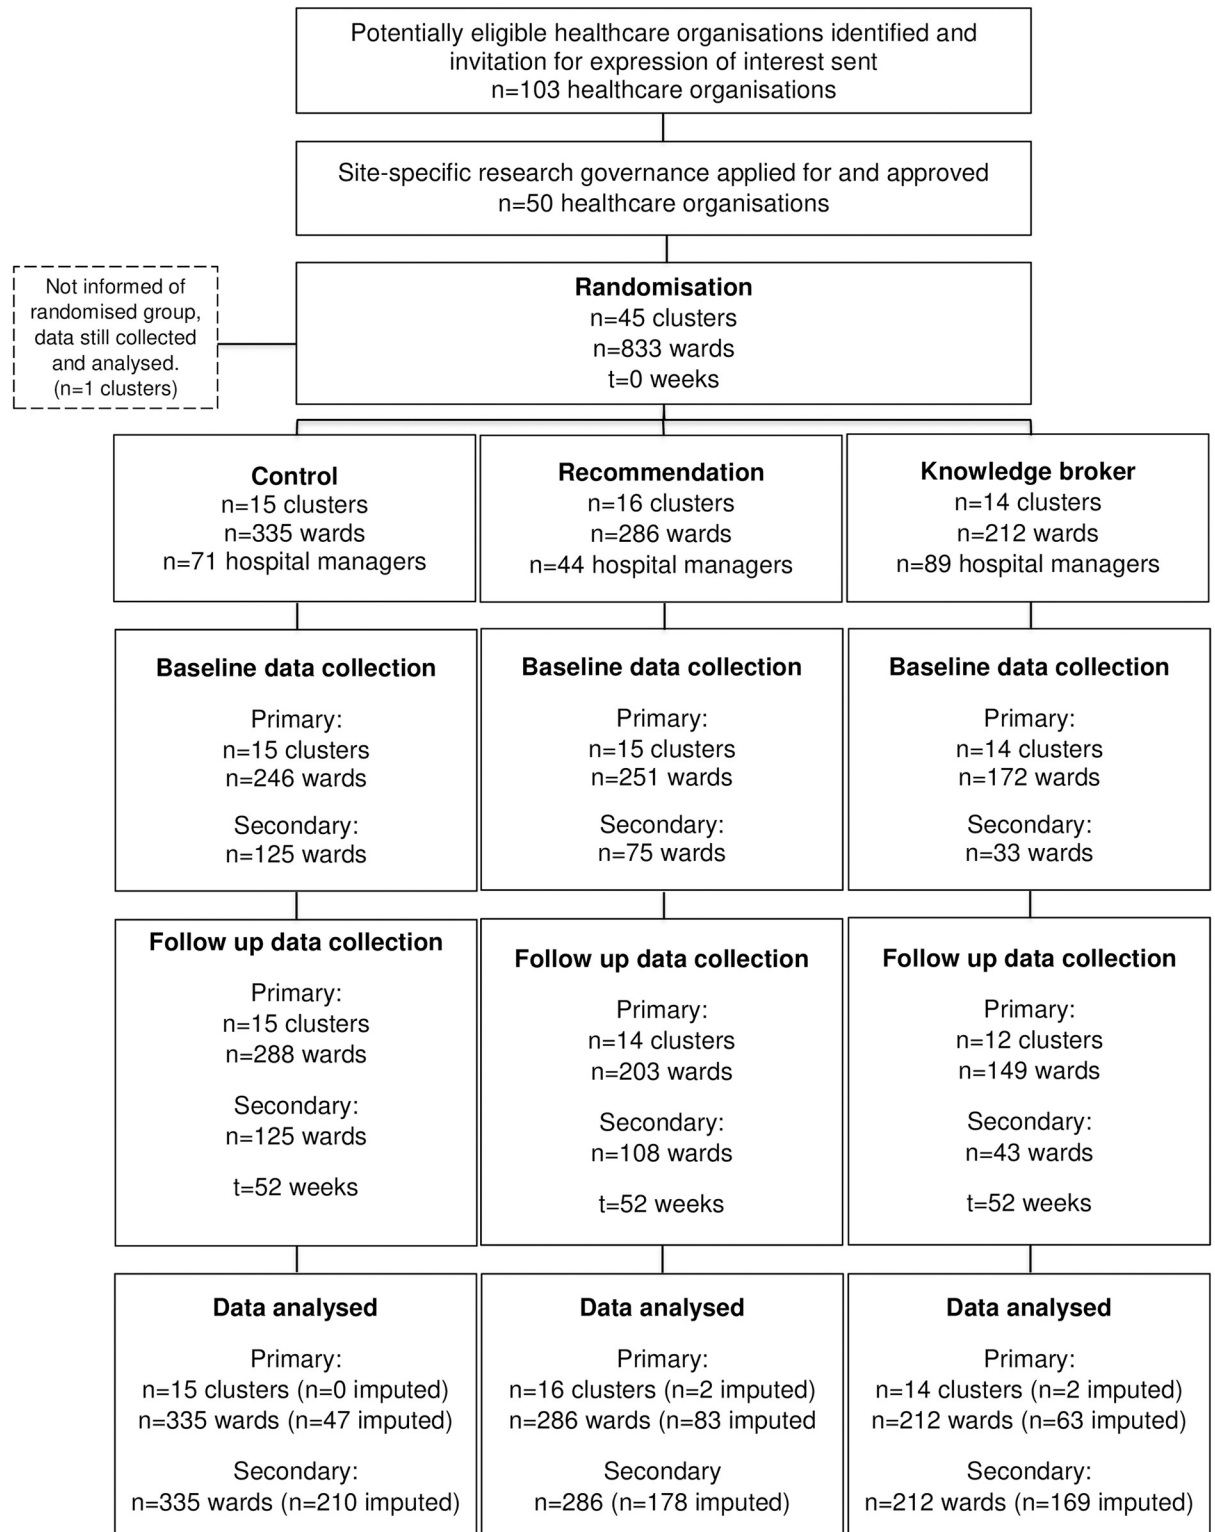 Potentially eligible healthcare organisations identified and
invitation for expression of interest sent
n=103 healthcare organisations
Site-specific research governance applied for and approved
n=50 healthcare organisations
Not informed of
randomised group,
data still collected
and analysed.
(n=1 clusters)
Randomisation
n=45 clusters
n=833 wards
t=0 weeks
Control
n=15 clusters
n=335 wards
n=71 hospital managers
Recommendation
n=16 clusters
n=286 wards
n=44 hospital managers
Knowledge broker
n=14 clusters
n=212 wards
n=89 hospital managers
Baseline data collection
Primary:
n=15 clusters
n=246 wards
Secondary:
n=125 wards
Baseline data collection
Primary:
n=15 clusters
n=251 wards
Secondary:
n=75 wards
Baseline data collection
Primary:
n=14 clusters
n=172 wards
Secondary:
n=33 wards
Follow up data collection
Primary:
n=15 clusters
n=288 wards
Secondary:
n=125 wards
t=52 weeks
Follow up data collection
Primary:
n=14 clusters
n=203 wards
Secondary:
n=108 wards
t=52 weeks
Follow up data collection
Primary:
n=12 clusters
n=149 wards
Secondary:
n=43 wards
t=52 weeks
Data analysed
Primary:
n=15 clusters (n=0 imputed)
n=335 wards (n=47 imputed)
Secondary:
n=335 wards (n=210 imputed)
Data analysed
Primary:
n=16 clusters (n=2 imputed)
n=286 wards (n=83 imputed
Secondary
n=286 (n=178 imputed)
Data analysed
Primary:
n=14 clusters (n=2 imputed)
n=212 wards (n=63 imputed)
Secondary:
n=212 wards (n=169 imputed)